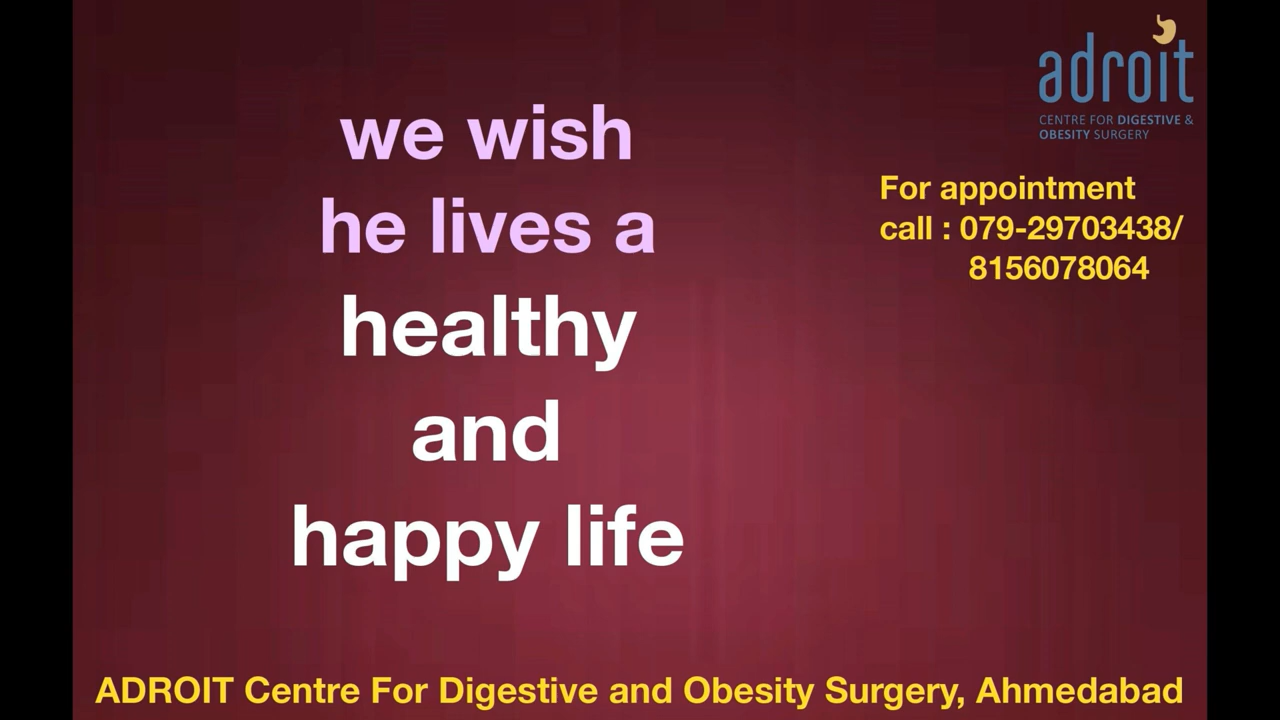 we wish
he lives a
healthy
and
happy life
adroit
CENTRE FOR DIGESTIVE &
OBESITY SURGERY
For appointment
call : 079-29703438/
8156078064
ADROIT Centre For Digestive and Obesity Surgery, Ahmedabad